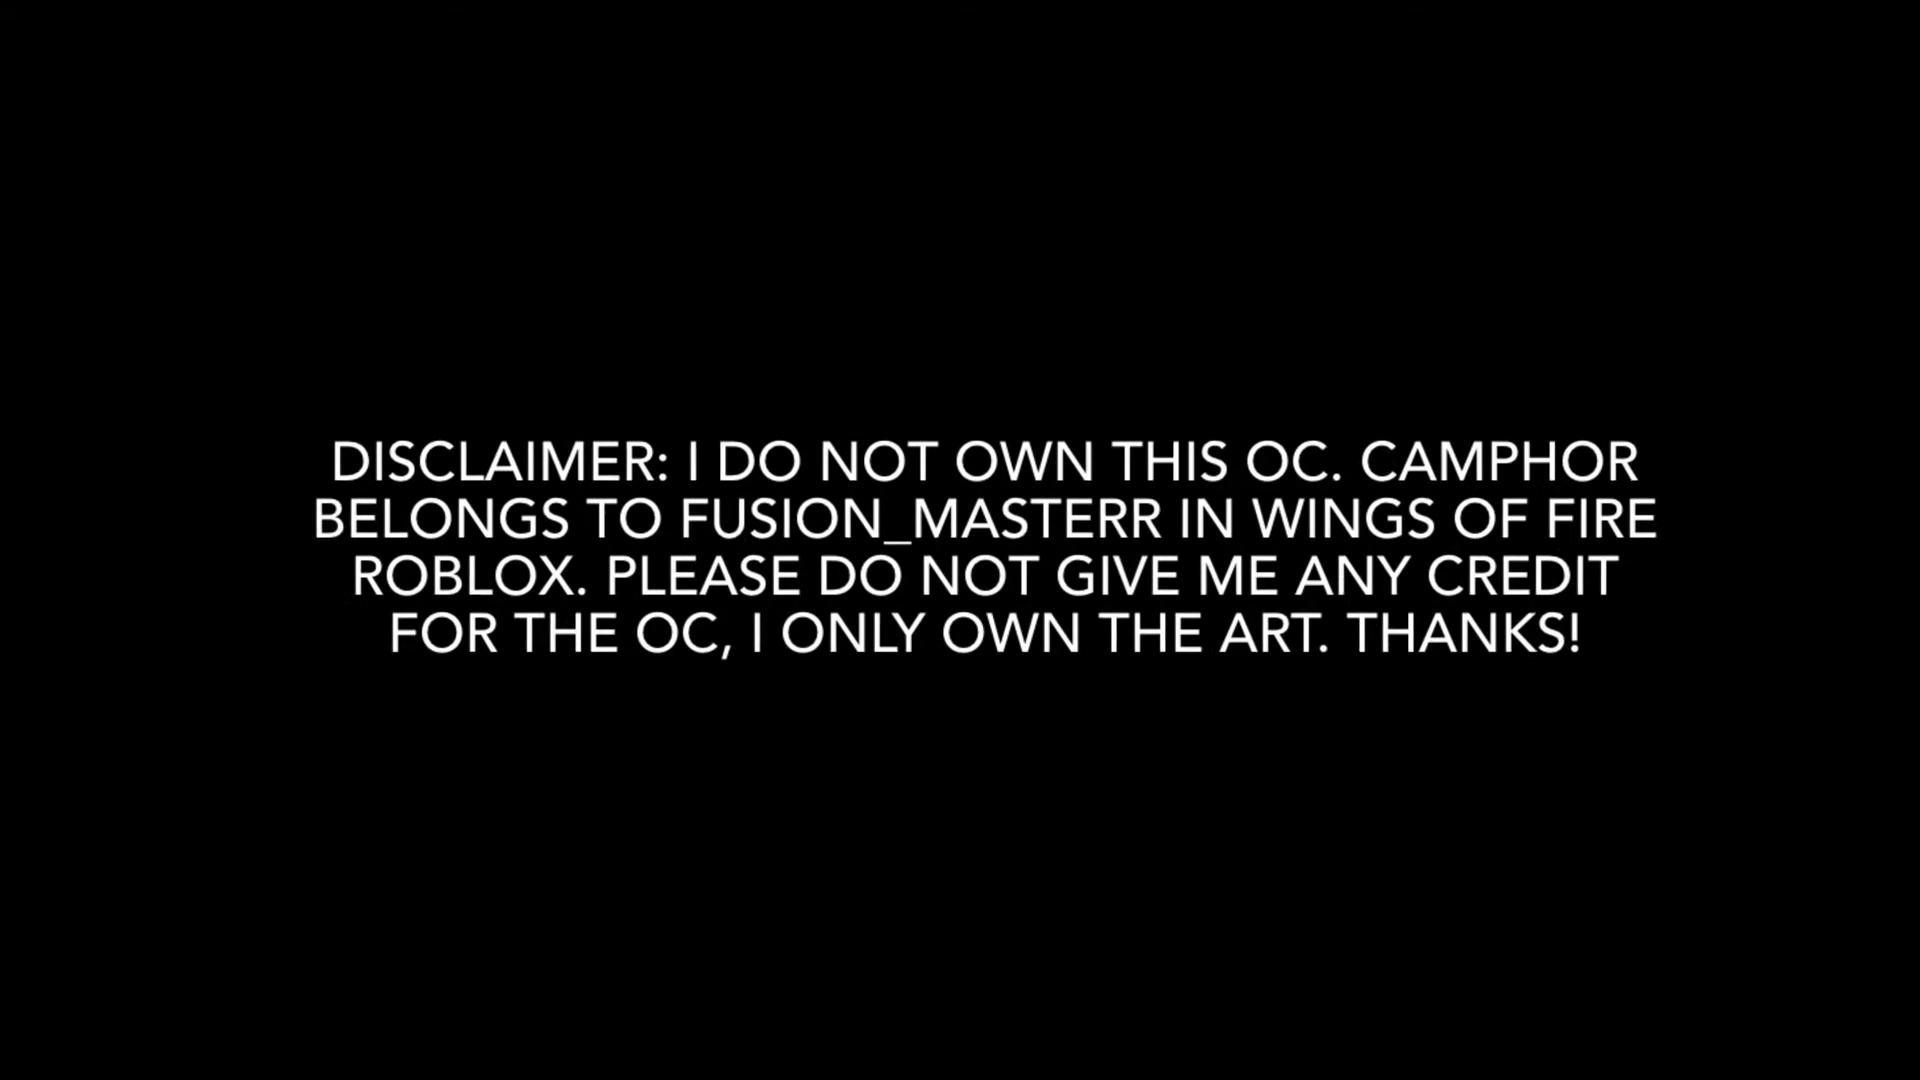 DISCLAIMER: I DO NOT OWN THIS OC. CAMPHOR
BELONGS TO FUSION_MASTERR IN WINGS OF FIRE
ROBLOX. PLEASE DO NOT GIVE ME ANY CREDIT
FOR THE OC, I ONLY OWN THE ART. THANKS!